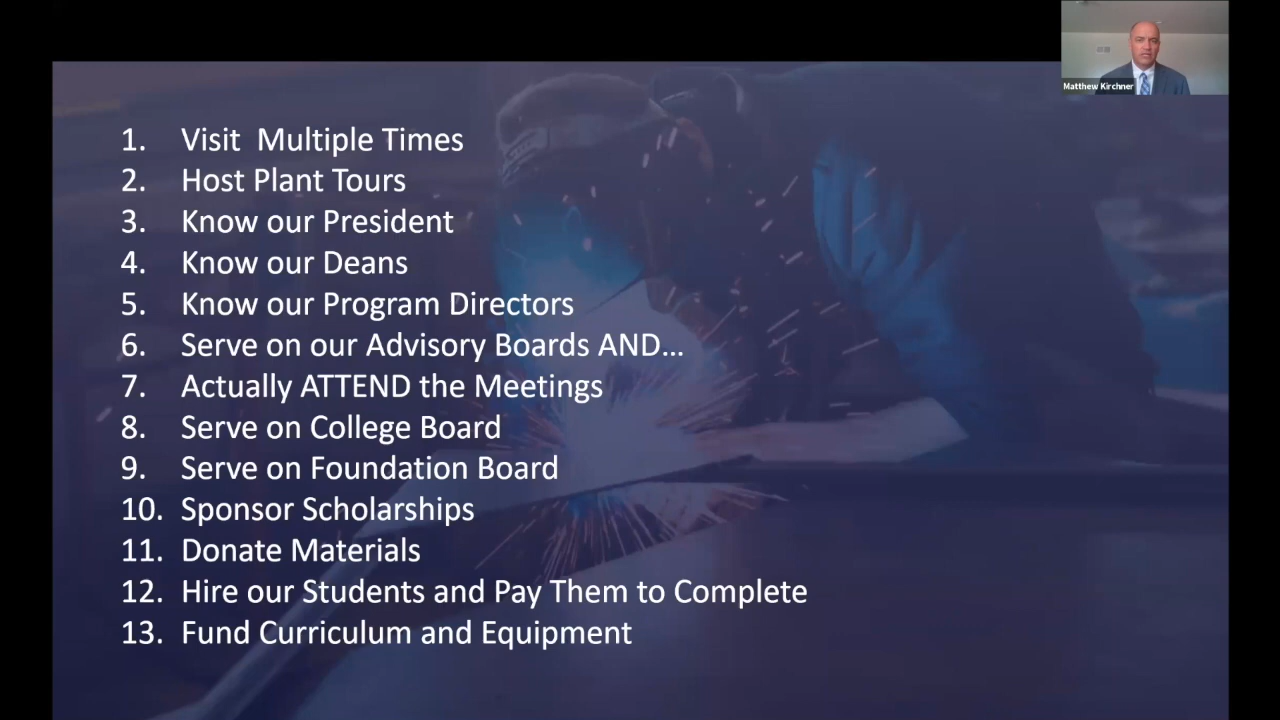 Matthew Kirchner
1. Visit  Multiple Times
2. Host Plant Tours
3. Know our President
4. Know our Deans
5. Know our Program Directors
6. Serve on our Advisory Boards AND...
7. Actually ATTEND the Meetings
8. Serve on College Board
9. Serve on Foundation Board
10. Sponsor Scholarships
11. Donate Materials
12. Hire our Students and Pay Them to Complete
13. Fund Curriculum and Equipment